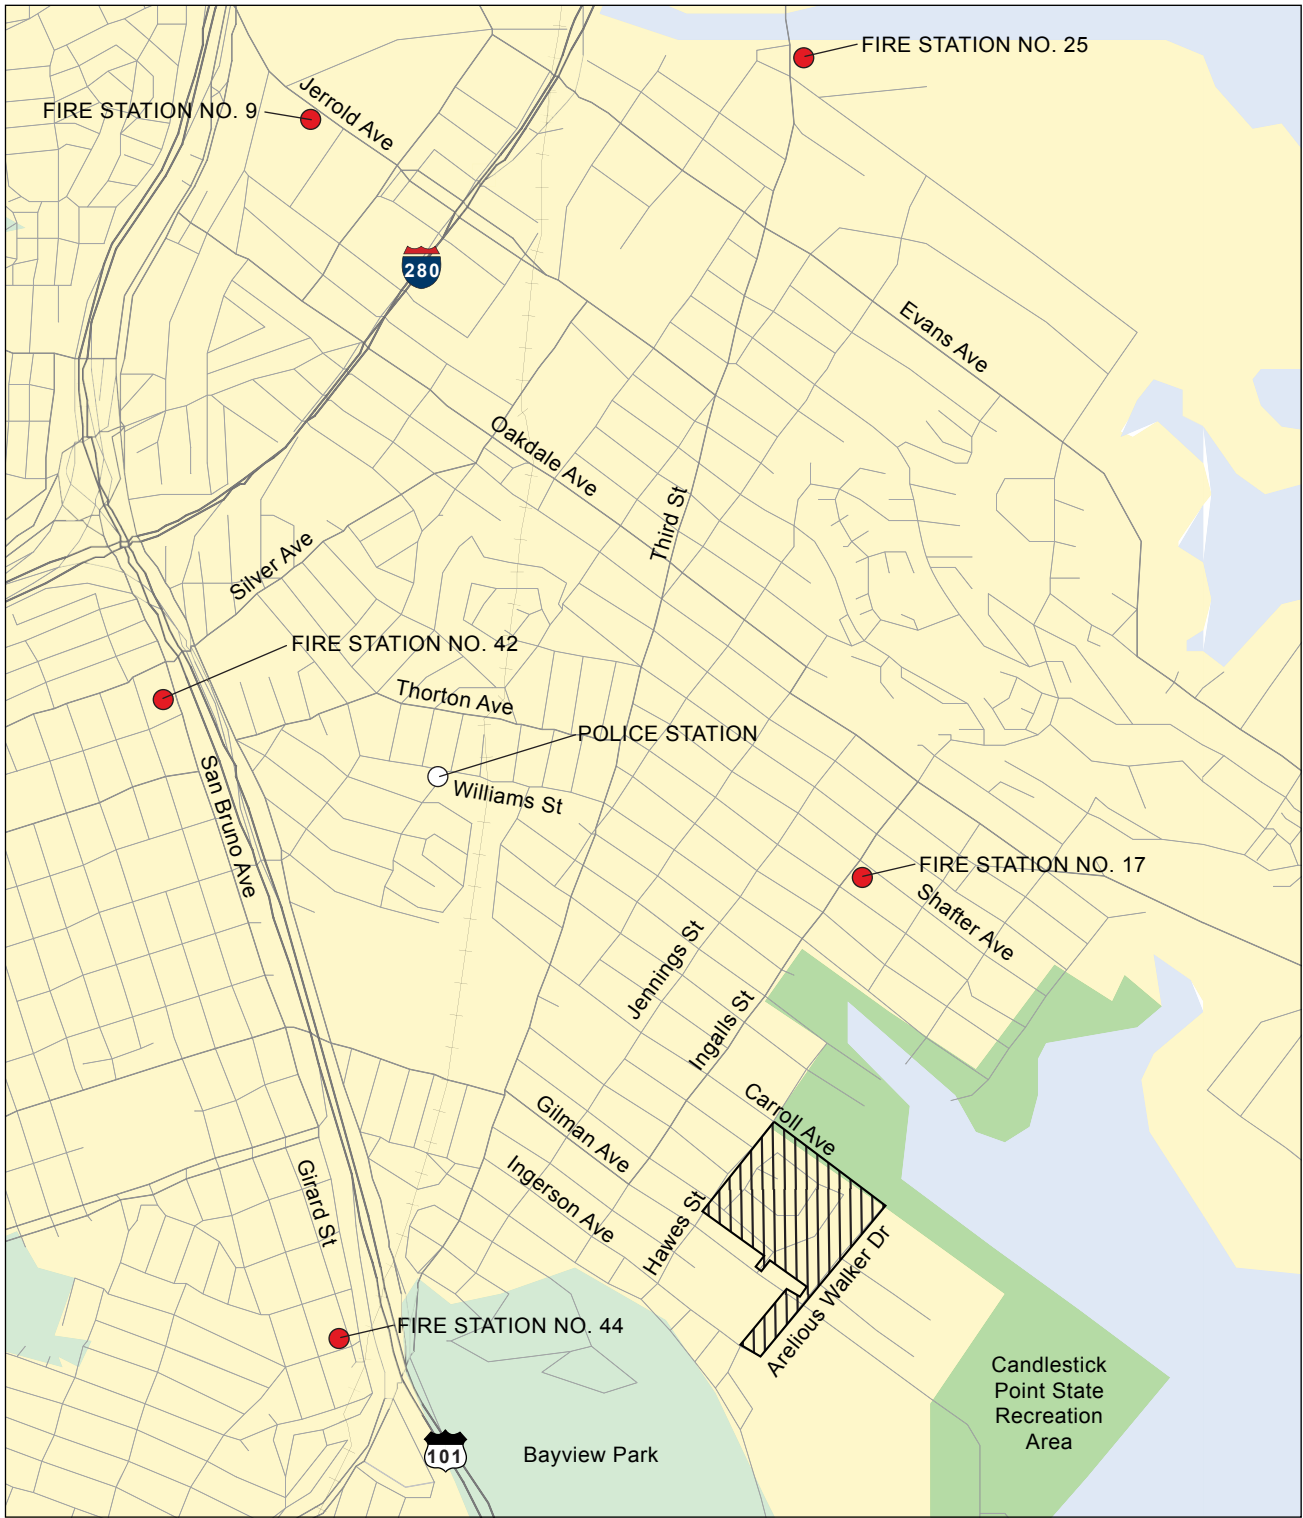 FIRE STATION NO. 25
FIRE STATION NO. 9
Jerrold Ave
280
Evans Ave
Oakdale Ave
Third St
Silver Ave
FIRE STATION NO. 42
Thorton Ave
POLICE STATION
Williams St
San Bruno Ave
FIRE STATION NO. 17
Shafter Ave
Jennings St
Ingalls St
Carroll Ave
Gilman Ave
Ingerson Ave
Girard St
Hawes St
Arelious Walker Dr
FIRE STATION NO. 44
Candlestick
Point State
Recreation
Area
101
Bayview Park